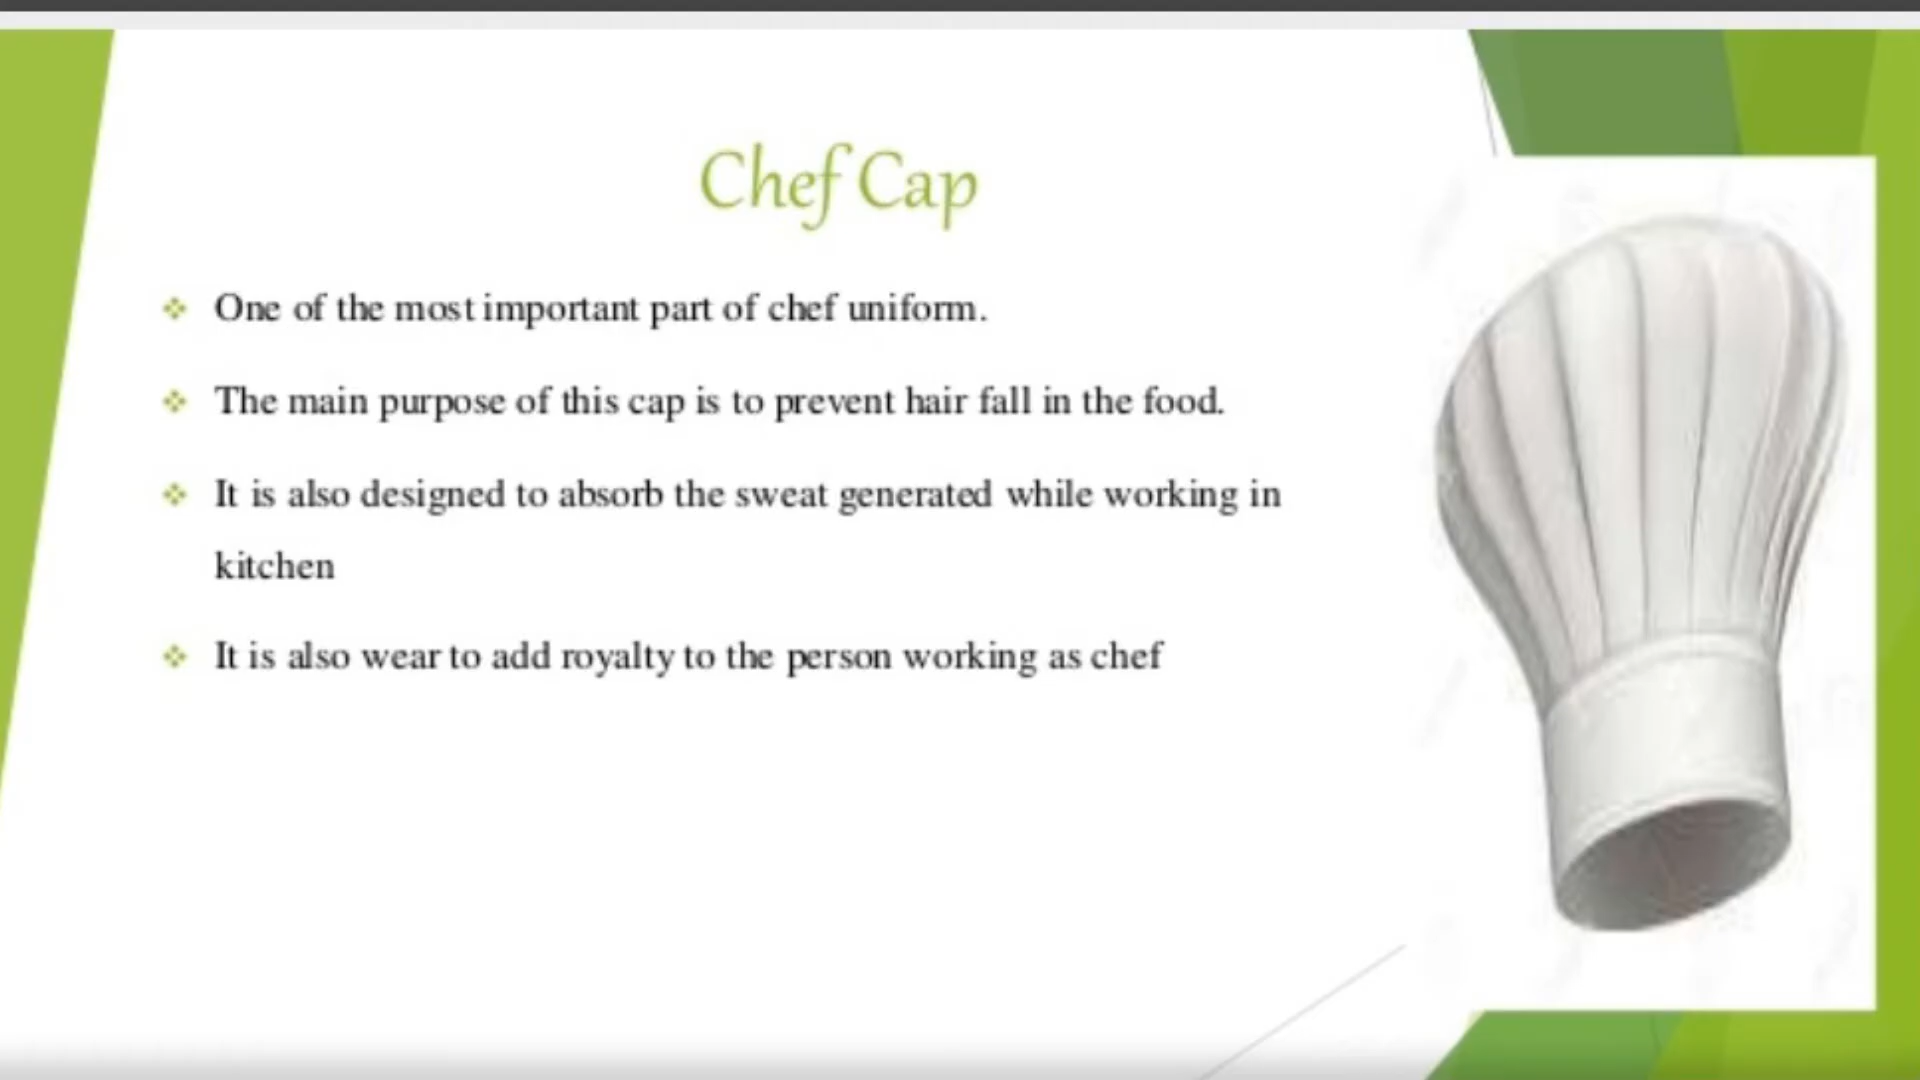 Chef Cap
One of the most important part of chef uniform.
The main purpose of this cap is to prevent hair fall in the food.
It is also designed to absorb the sweat generated while working in
kitchen
It is also wear to add royalty to the person working as chef